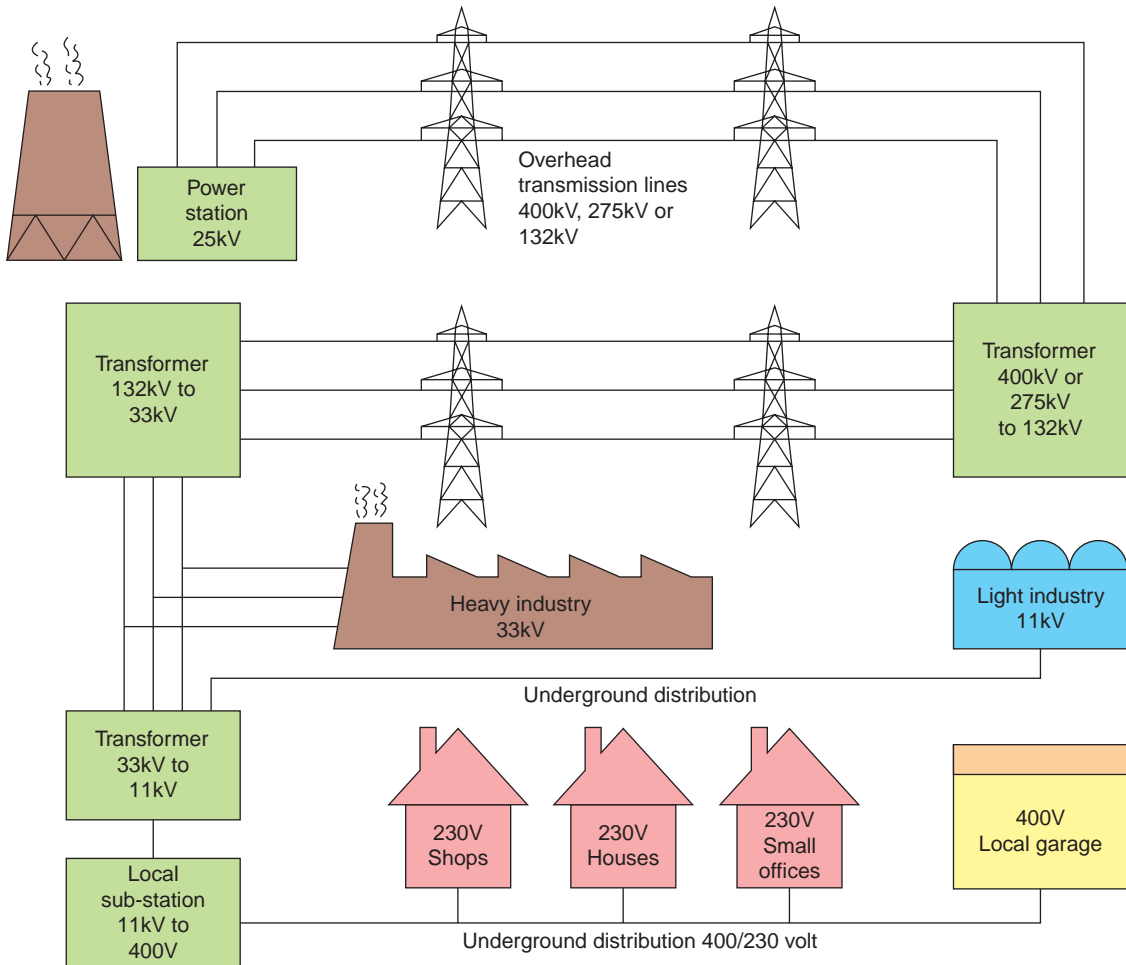 Power
station
25kV
Overhead
transmission lines
400kV, 275kV or
132kV
Transformer
132kV to
33kV
Transformer
400kV or
275kV
to 132kV
Heavy industry
33kV
Light industry
11kV
Underground distribution
Transformer
33kV to
11kV
230V
Shops
230V
Houses
230V
Small
offices
400V
Local garage
Local
sub-station
11kV to
400V
Underground distribution 400/230 volt